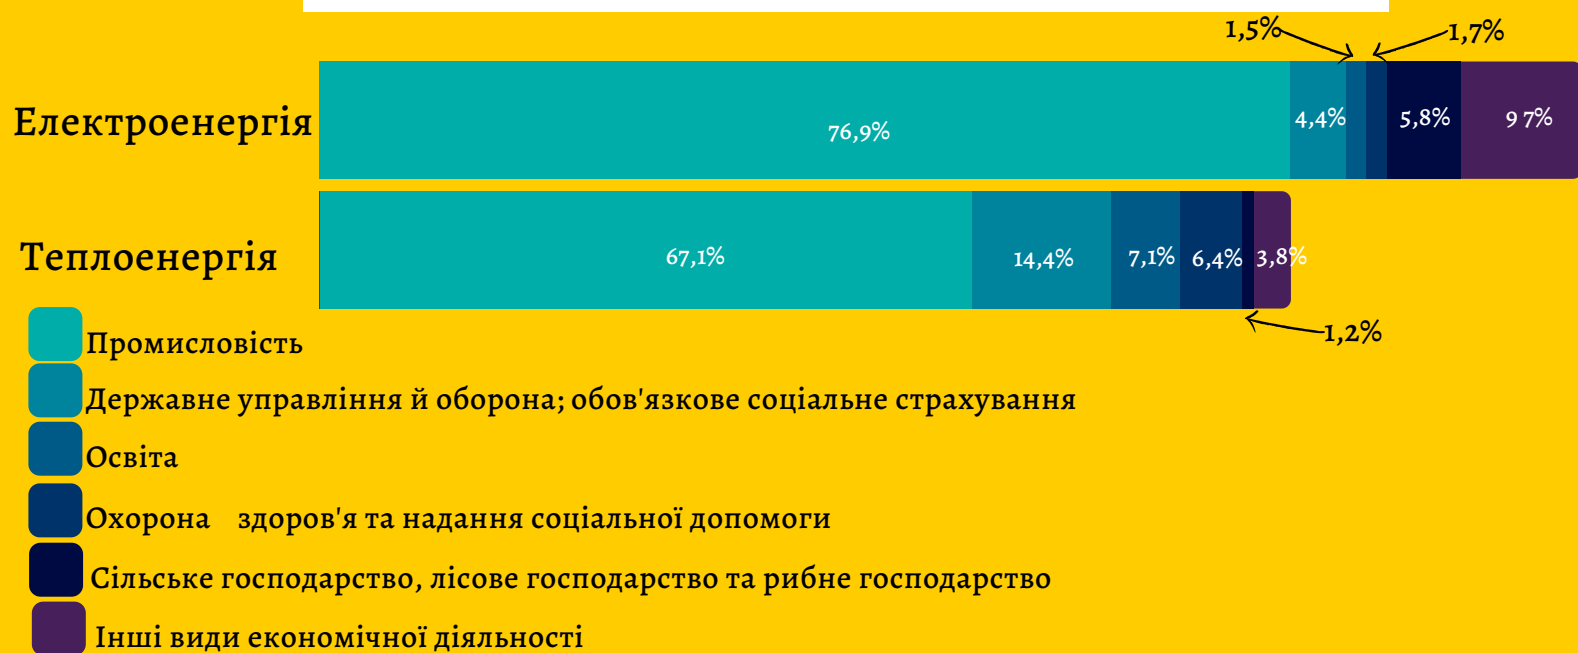 1,5% 1,7%
Електроенергія 76,9% 4,4% 5,8% 9 7%
Теплоенергія 67,1% 14,4% 7,1% 6,4% 3,8%
1,2%
Промисловість
Державне управління й оборона; обов'язкове соціальне страхування
Освіта
Охорона здоров'я та надання соціальної допомоги
Сільське господарство, лісове господарство та рибне господарство
Інші види економічної діяльності